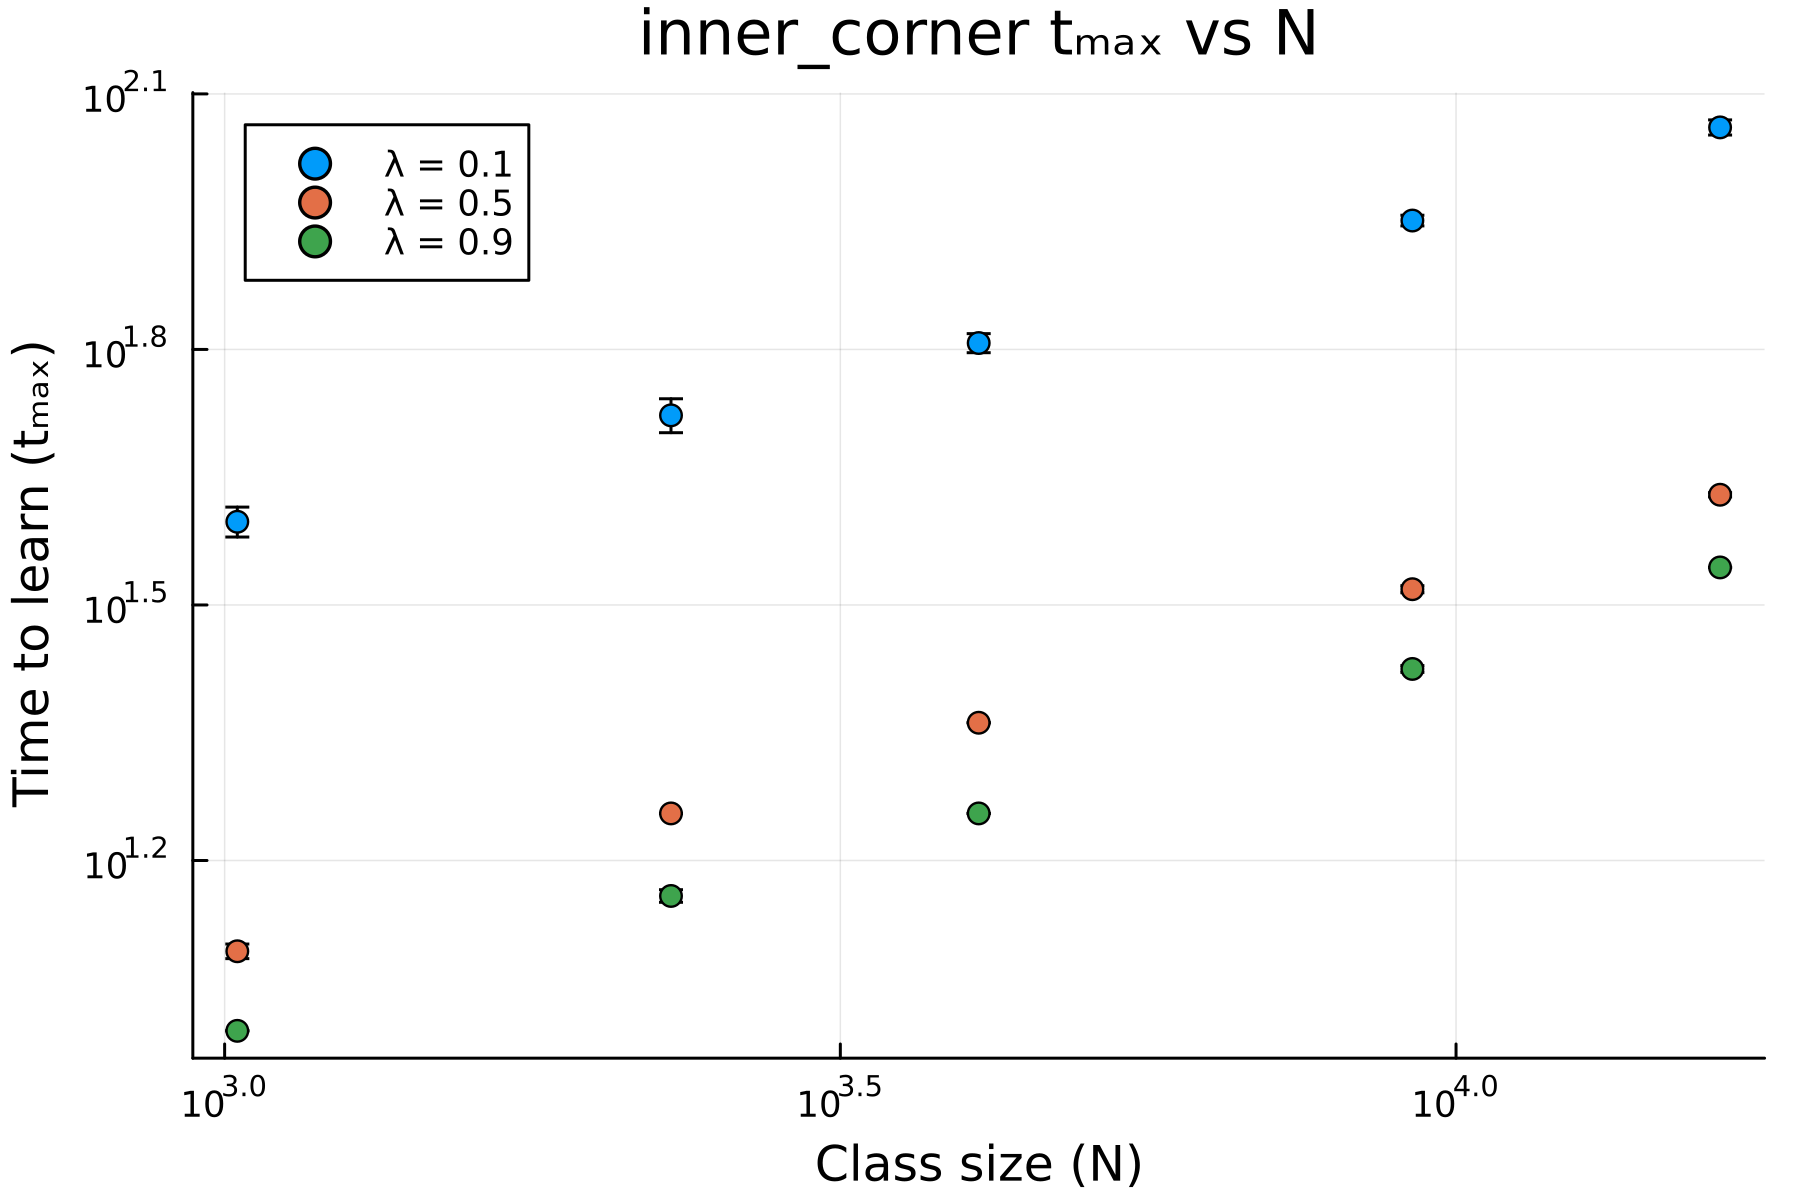 inner_corner tₘₐₓ vs N
10^2.1
λ = 0.1
λ = 0.5
λ = 0.9
10^1.8
10^1.5
10^1.2
Time to learn (tₘₐₓ)
10^3.0 10^3.5 10^4.0
Class size (N)